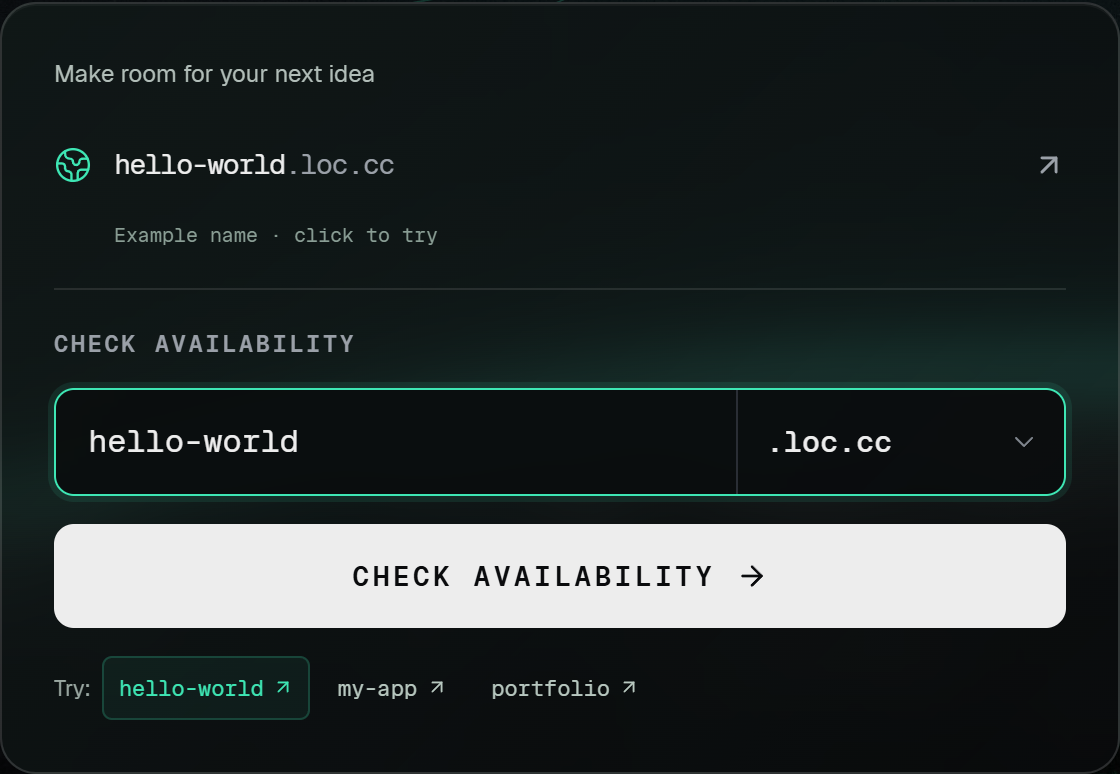 Make room for your next idea
hello-world.loc.cc
Example name · click to try
CHECK AVAILABILITY
hello-world .loc.cc
CHECK AVAILABILITY →
Try: hello-world ↗ my-app ↗ portfolio ↗